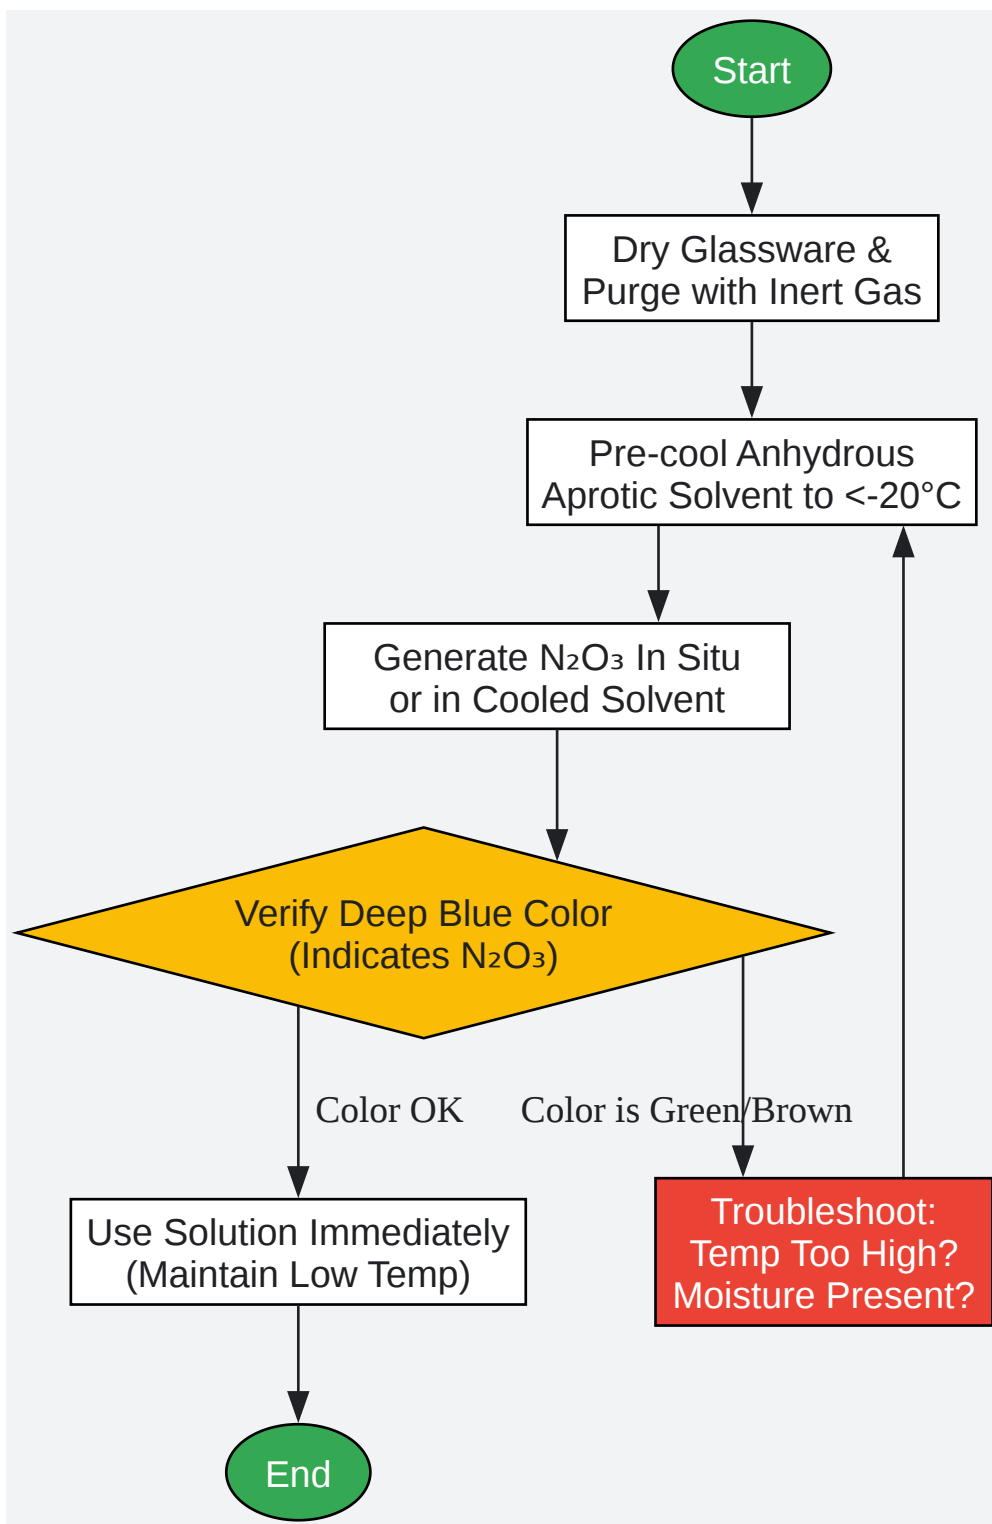 Start
Dry Glassware &
Purge with Inert Gas
Pre-cool Anhydrous
Aprotic Solvent to <-20°C
Generate N₂O₃ In Situ
or in Cooled Solvent
Verify Deep Blue Color
(Indicates N₂O₃)
Color OK
Color is Green/Brown
Use Solution Immediately
(Maintain Low Temp)
Troubleshoot:
Temp Too High?
Moisture Present?
End